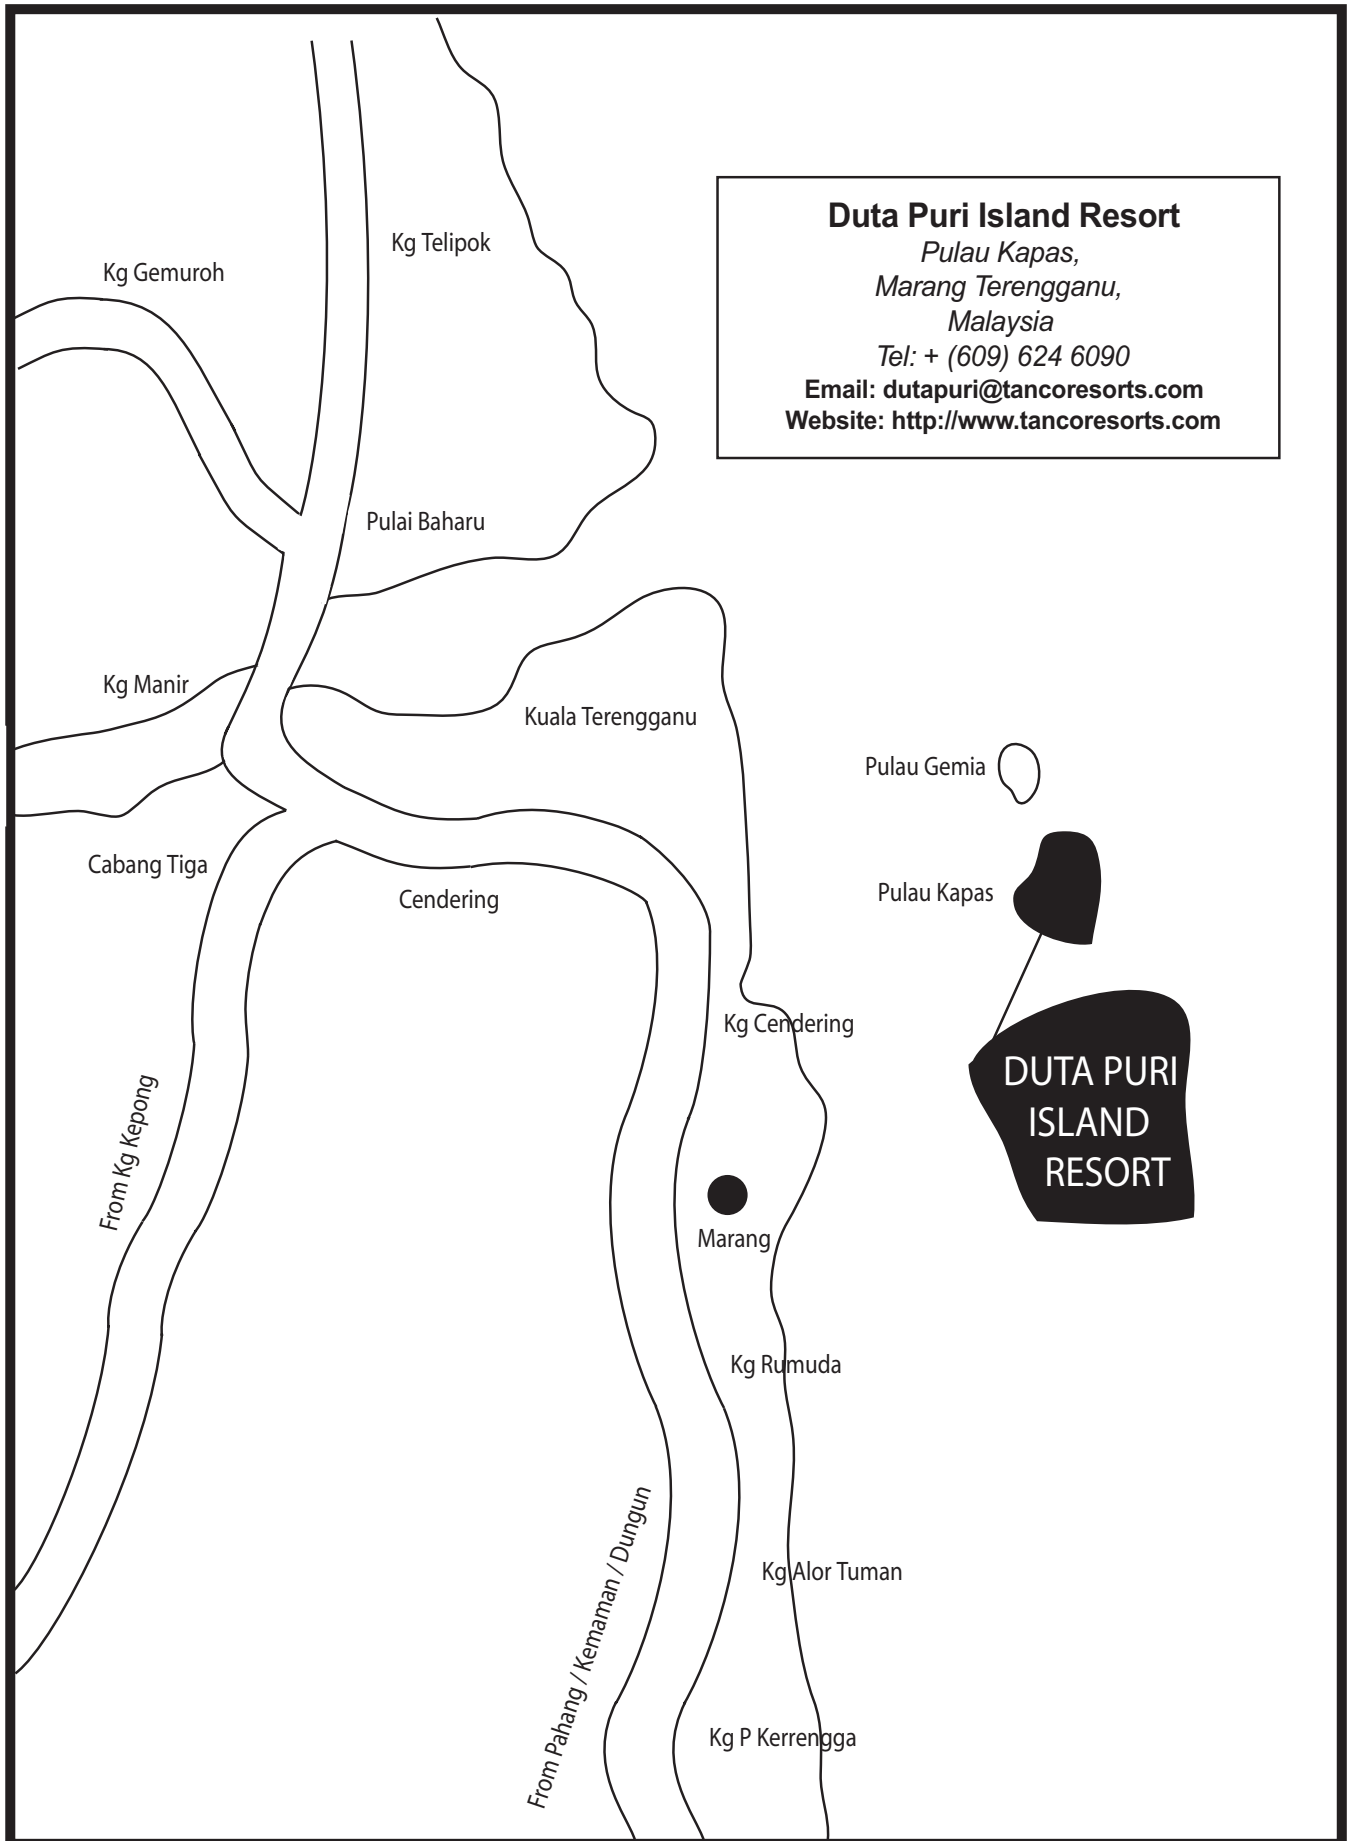 Duta Puri Island Resort
Pulau Kapas,
Marang Terengganu,
Malaysia
Tel: + (609) 624 6090
Email: dutapuri@tancoresorts.com
Website: http://www.tancoresorts.com
Kg Telipok
Kg Gemuroh
Pulai Baharu
Kg Manir
Kuala Terengganu
Pulau Gemia
Cabang Tiga
Cendering
Pulau Kapas
Kg Cendering
DUTA PURI
ISLAND
RESORT
From Kg Kepong
Marang
Kg Rumuda
From Pahang / Kemaman / Dungun
Kg Alor Tuman
Kg P Kerrengga